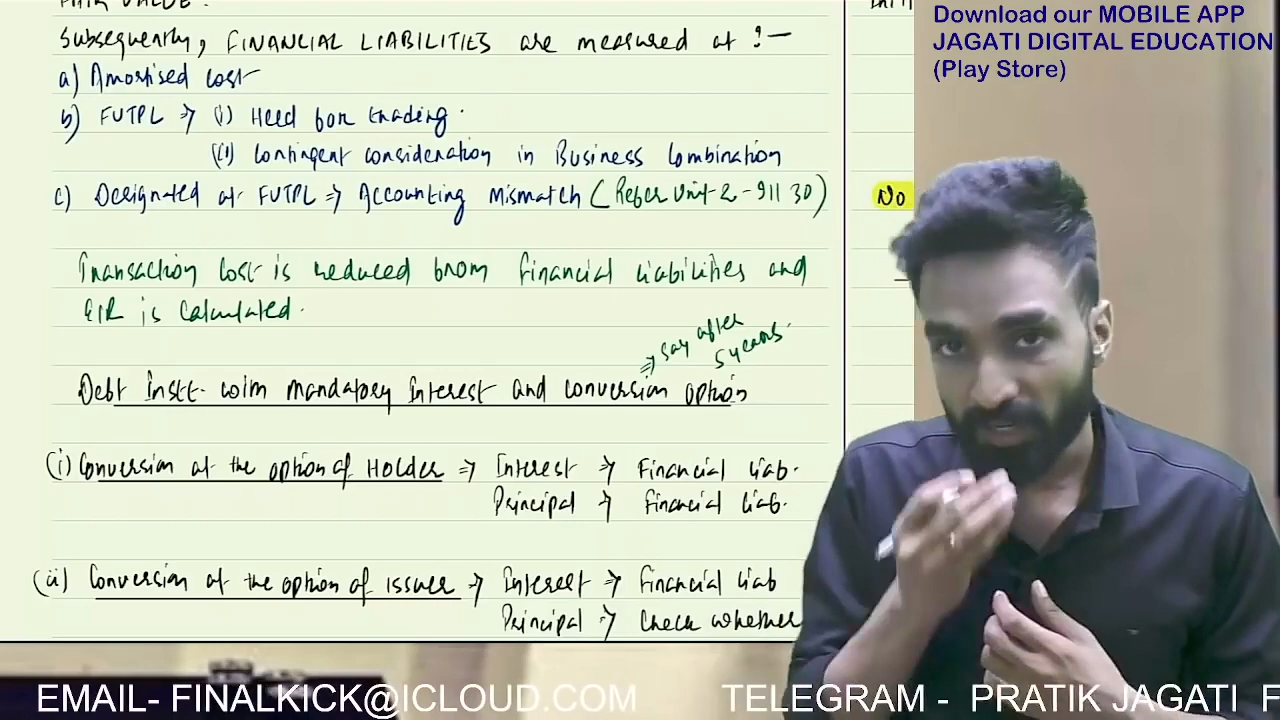 FAIR VALUE.
Download our MOBILE APP
JAGATI DIGITAL EDUCATION
(Play Store)
Subsequently, FINANCIAL LIABILITIES are measured at :-
a) Amortised cost
b) FVTPL ⇒ (i) Held for trading.
(ii) Contingent consideration in Business Combination
c) Designated at FVTPL ⇒ Accounting Mismatch (Refer Unit-2-9II 30)
No
Transaction cost is reduced from financial liabilities and
EIR is calculated.
⇒ say after
5 years.
Debt Instt. with mandatory Interest and conversion option
(i) Conversion at the option of Holder ⇒ Interest ⇒ Financial Liab.
Principal ⇒ Financial Liab.
(ii) Conversion at the option of issuer ⇒ Interest ⇒ Financial Liab
Principal ⇒ Check whether
EMAIL- FINALKICK@ICLOUD.COM TELEGRAM - PRATIK JAGATI F